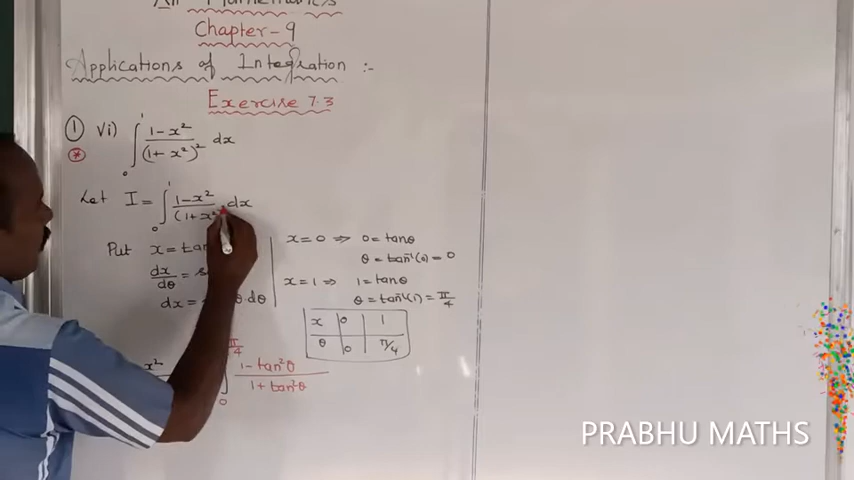 Chapter-9
Applications of Integration :-
Exercise 7.3
① vi) ∫₀¹ (1-x²)/(1+x²)² dx
*
Let I = ∫₀¹ (1-x²)/(1+x² dx
Put x = tan
dx/dθ = s
dx = θ dθ
x=0 ⇒ 0=tanθ
θ = tan⁻¹(0) = 0
x=1 ⇒ 1=tanθ
θ = tan⁻¹(1) = π/4
x 0 1
θ 0 π/4
x² π/4 ∫₀ (1-tan²θ)/(1+tan²θ
PRABHU MATHS